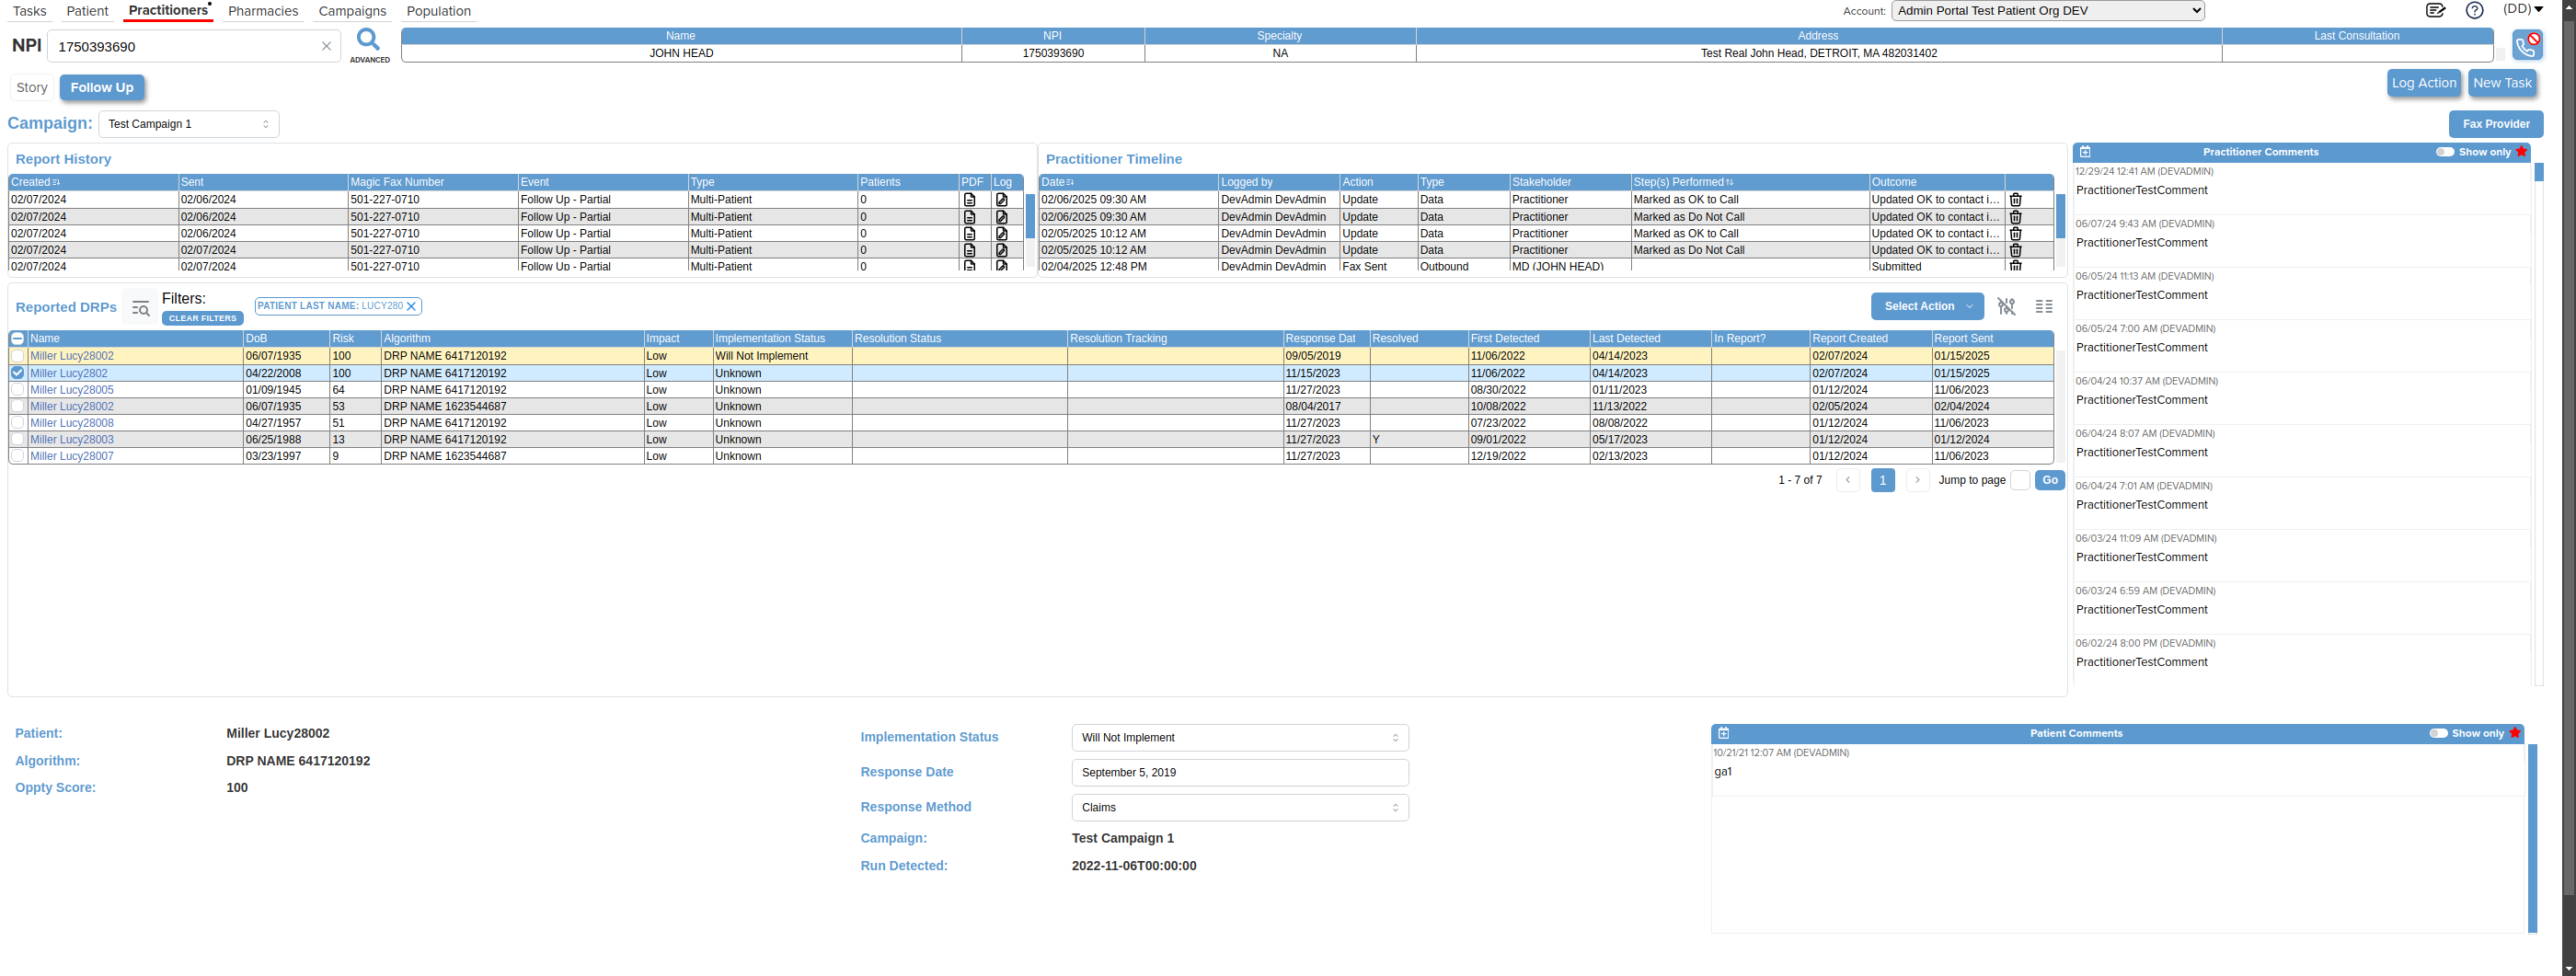 Tasks Patient Practitioners Pharmacies Campaigns Population Account: Admin Portal Test Patient Org DEV (DD)
NPI 1750393690 ADVANCED
Name NPI Specialty Address Last Consultation
JOHN HEAD 1750393690 NA Test Real John Head, DETROIT, MA 482031402
Story Follow Up Log Action New Task
Campaign: Test Campaign 1 Fax Provider
Report History
Created Sent Magic Fax Number Event Type Patients PDF Log
02/07/2024 02/06/2024 501-227-0710 Follow Up - Partial Multi-Patient 0
02/07/2024 02/06/2024 501-227-0710 Follow Up - Partial Multi-Patient 0
02/07/2024 02/06/2024 501-227-0710 Follow Up - Partial Multi-Patient 0
02/07/2024 02/07/2024 501-227-0710 Follow Up - Partial Multi-Patient 0
02/07/2024 02/07/2024 501-227-0710 Follow Up - Partial Multi-Patient 0
Practitioner Timeline
Date Logged by Action Type Stakeholder Step(s) Performed Outcome
02/06/2025 09:30 AM DevAdmin DevAdmin Update Data Practitioner Marked as OK to Call Updated OK to contact i...
02/06/2025 09:30 AM DevAdmin DevAdmin Update Data Practitioner Marked as Do Not Call Updated OK to contact i...
02/05/2025 10:12 AM DevAdmin DevAdmin Update Data Practitioner Marked as OK to Call Updated OK to contact i...
02/05/2025 10:12 AM DevAdmin DevAdmin Update Data Practitioner Marked as Do Not Call Updated OK to contact i...
02/04/2025 12:48 PM DevAdmin DevAdmin Fax Sent Outbound MD (JOHN HEAD) Submitted
Practitioner Comments Show only
12/29/24 12:41 AM (DEVADMIN)
PractitionerTestComment
06/07/24 9:43 AM (DEVADMIN)
PractitionerTestComment
06/05/24 11:13 AM (DEVADMIN)
PractitionerTestComment
06/05/24 7:00 AM (DEVADMIN)
PractitionerTestComment
06/04/24 10:37 AM (DEVADMIN)
PractitionerTestComment
06/04/24 8:07 AM (DEVADMIN)
PractitionerTestComment
06/04/24 7:01 AM (DEVADMIN)
PractitionerTestComment
06/03/24 11:09 AM (DEVADMIN)
PractitionerTestComment
06/03/24 6:59 AM (DEVADMIN)
PractitionerTestComment
06/02/24 8:00 PM (DEVADMIN)
PractitionerTestComment
Reported DRPs Filters: CLEAR FILTERS PATIENT LAST NAME: LUCY280 Select Action
Name DoB Risk Algorithm Impact Implementation Status Resolution Status Resolution Tracking Response Dat Resolved First Detected Last Detected In Report? Report Created Report Sent
Miller Lucy28002 06/07/1935 100 DRP NAME 6417120192 Low Will Not Implement 09/05/2019 11/06/2022 04/14/2023 02/07/2024 01/15/2025
Miller Lucy2802 04/22/2008 100 DRP NAME 6417120192 Low Unknown 11/15/2023 11/06/2022 04/14/2023 02/07/2024 01/15/2025
Miller Lucy28005 01/09/1945 64 DRP NAME 6417120192 Low Unknown 11/27/2023 08/30/2022 01/11/2023 01/12/2024 11/06/2023
Miller Lucy28002 06/07/1935 53 DRP NAME 1623544687 Low Unknown 08/04/2017 10/08/2022 11/13/2022 02/05/2024 02/04/2024
Miller Lucy28008 04/27/1957 51 DRP NAME 6417120192 Low Unknown 11/27/2023 07/23/2022 08/08/2022 01/12/2024 11/06/2023
Miller Lucy28003 06/25/1988 13 DRP NAME 6417120192 Low Unknown 11/27/2023 Y 09/01/2022 05/17/2023 01/12/2024 01/12/2024
Miller Lucy28007 03/23/1997 9 DRP NAME 1623544687 Low Unknown 11/27/2023 12/19/2022 02/13/2023 01/12/2024 11/06/2023
1 - 7 of 7 1 Jump to page Go
Patient: Miller Lucy28002
Algorithm: DRP NAME 6417120192
Oppty Score: 100
Implementation Status Will Not Implement
Response Date September 5, 2019
Response Method Claims
Campaign: Test Campaign 1
Run Detected: 2022-11-06T00:00:00
Patient Comments Show only
10/21/21 12:07 AM (DEVADMIN)
ga1